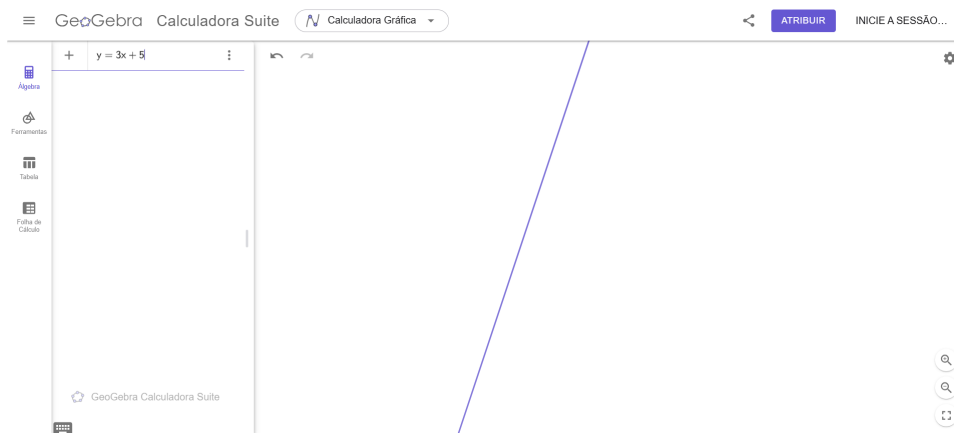 GeoGebra Calculadora Suite Calculadora Gráfica ATRIBUIR INICIE A SESSÃO...
y = 3x + 5
Álgebra
Ferramentas
Tabela
Folha de
Cálculo
GeoGebra Calculadora Suite